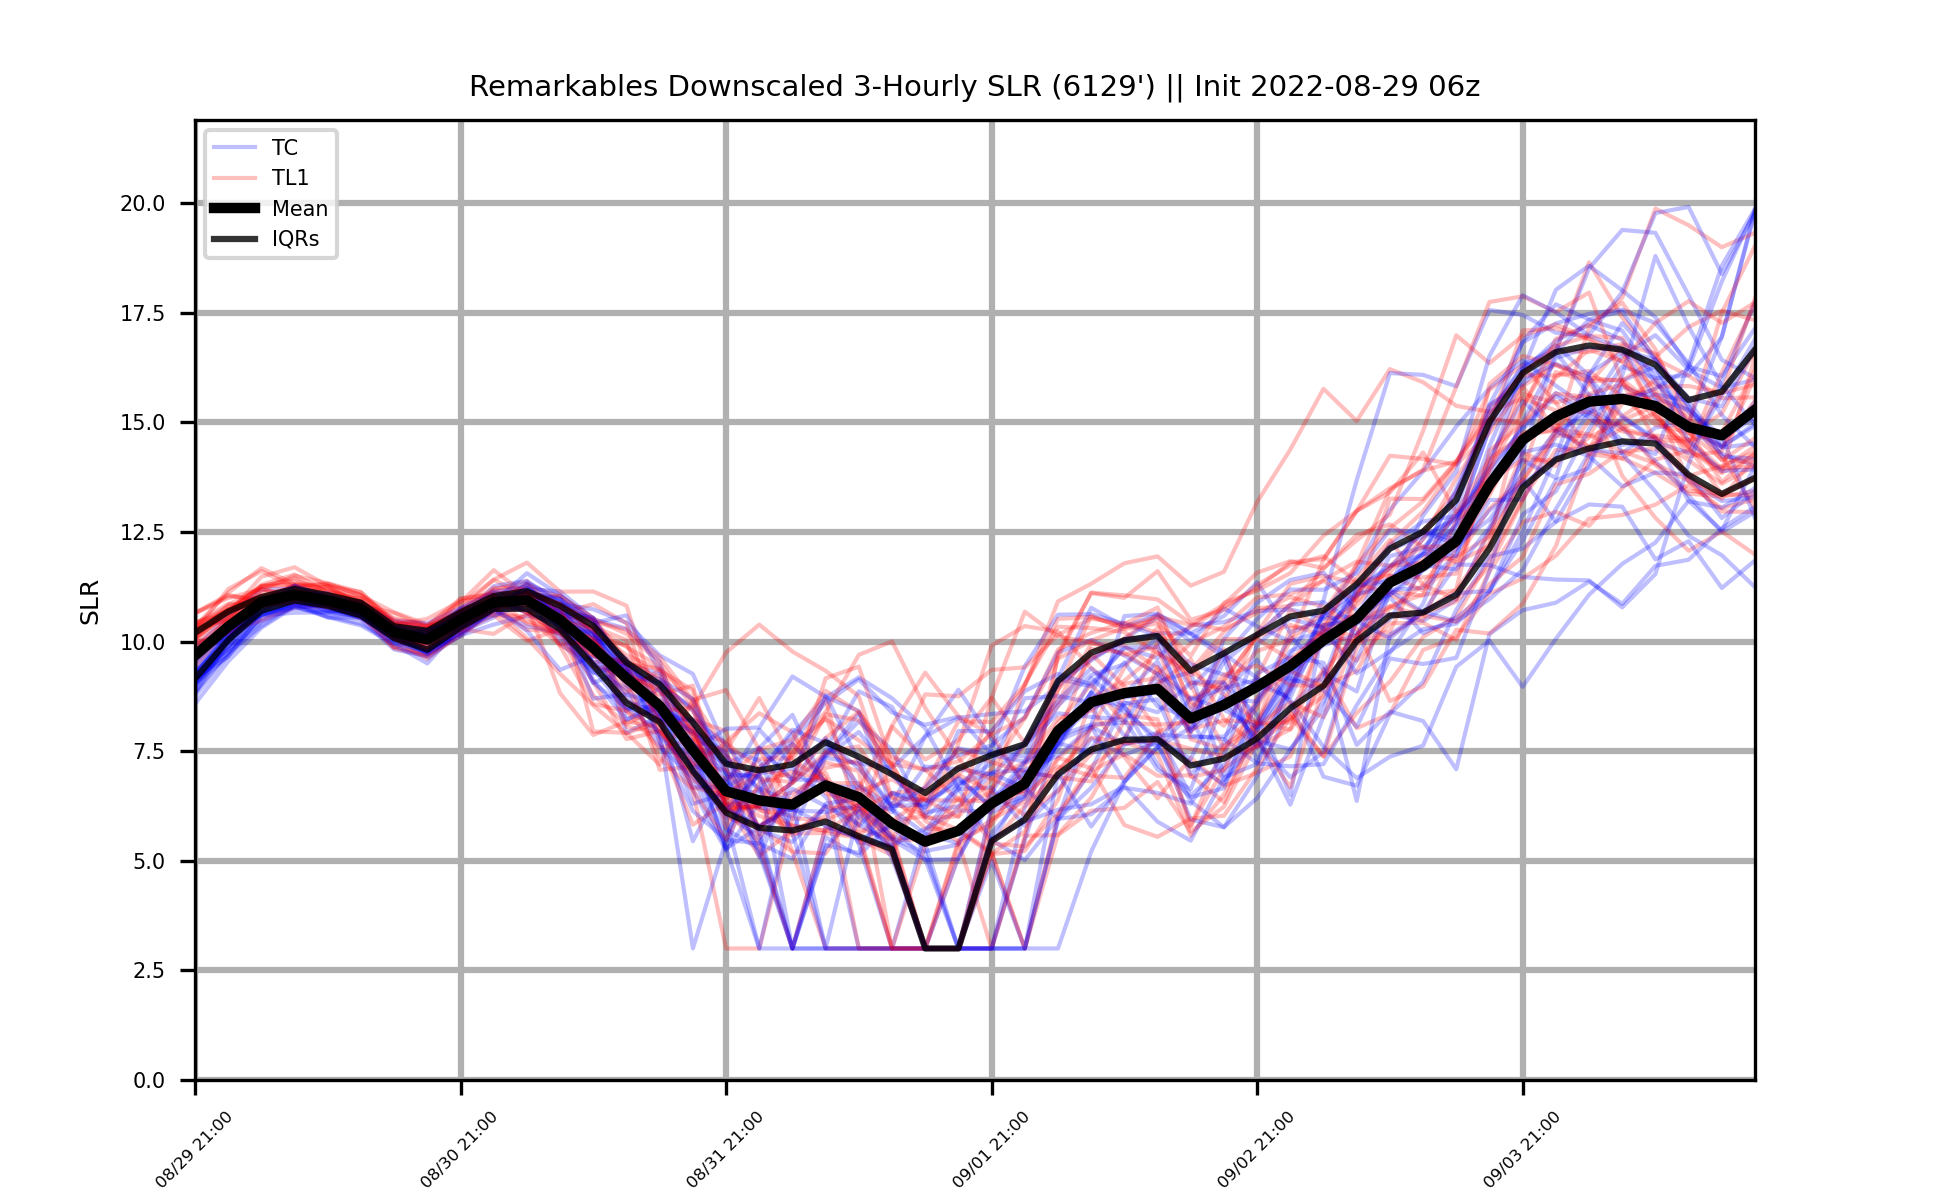 Remarkables Downscaled 3-Hourly SLR (6129') || Init 2022-08-29 06z
TC
TL1
Mean
IQRs
20.0
17.5
15.0
12.5
10.0
7.5
5.0
2.5
0.0
SLR
08/29 21:00
08/30 21:00
08/31 21:00
09/01 21:00
09/02 21:00
09/03 21:00